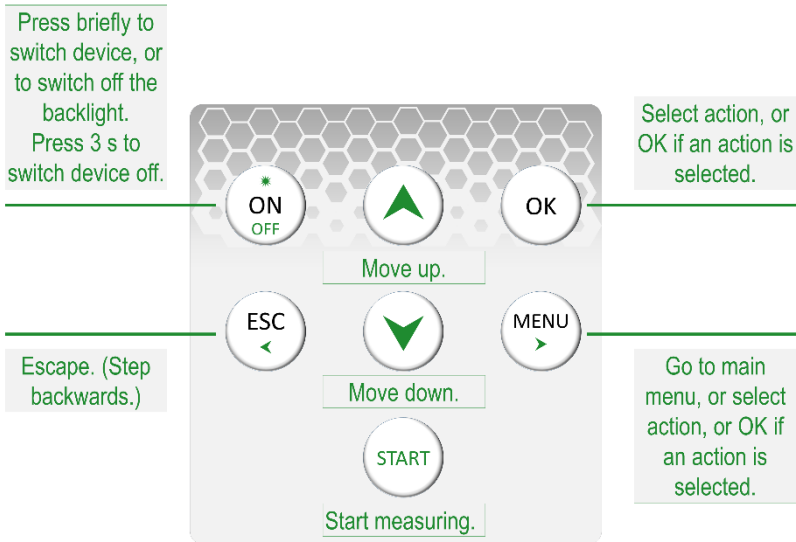 Press briefly to
switch device, or
to switch off the
backlight.
Press 3 s to
switch device off.
Select action, or
OK if an action is
selected.
ON
OFF
OK
Move up.
ESC
MENU
Escape. (Step
backwards.)
Move down.
Go to main
menu, or select
action, or OK if
an action is
selected.
START
Start measuring.